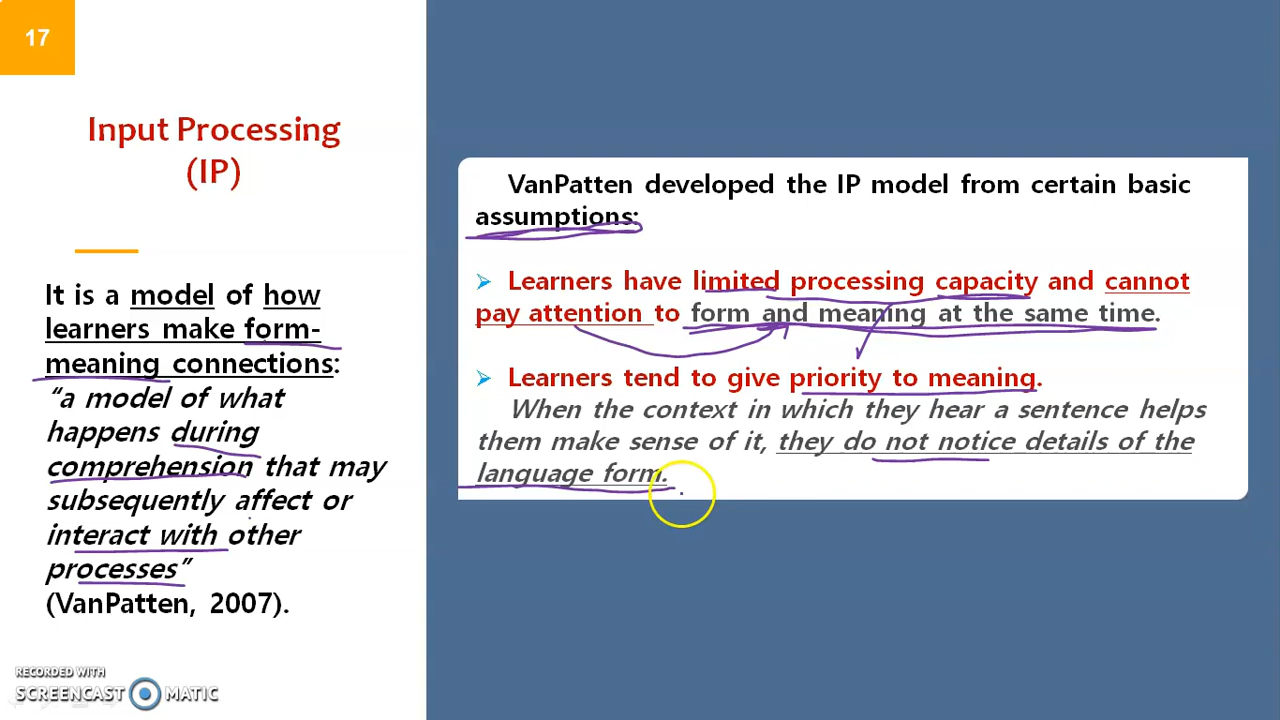 17
Input Processing
(IP)
It is a model of how
learners make form-
meaning connections:
“a model of what
happens during
comprehension that may
subsequently affect or
interact with other
processes”
(VanPatten, 2007).
VanPatten developed the IP model from certain basic
assumptions:
Learners have limited processing capacity and cannot
pay attention to form and meaning at the same time.
Learners tend to give priority to meaning.
When the context in which they hear a sentence helps
them make sense of it, they do not notice details of the
language form.
RECORDED WITH
SCREENCAST MATIC